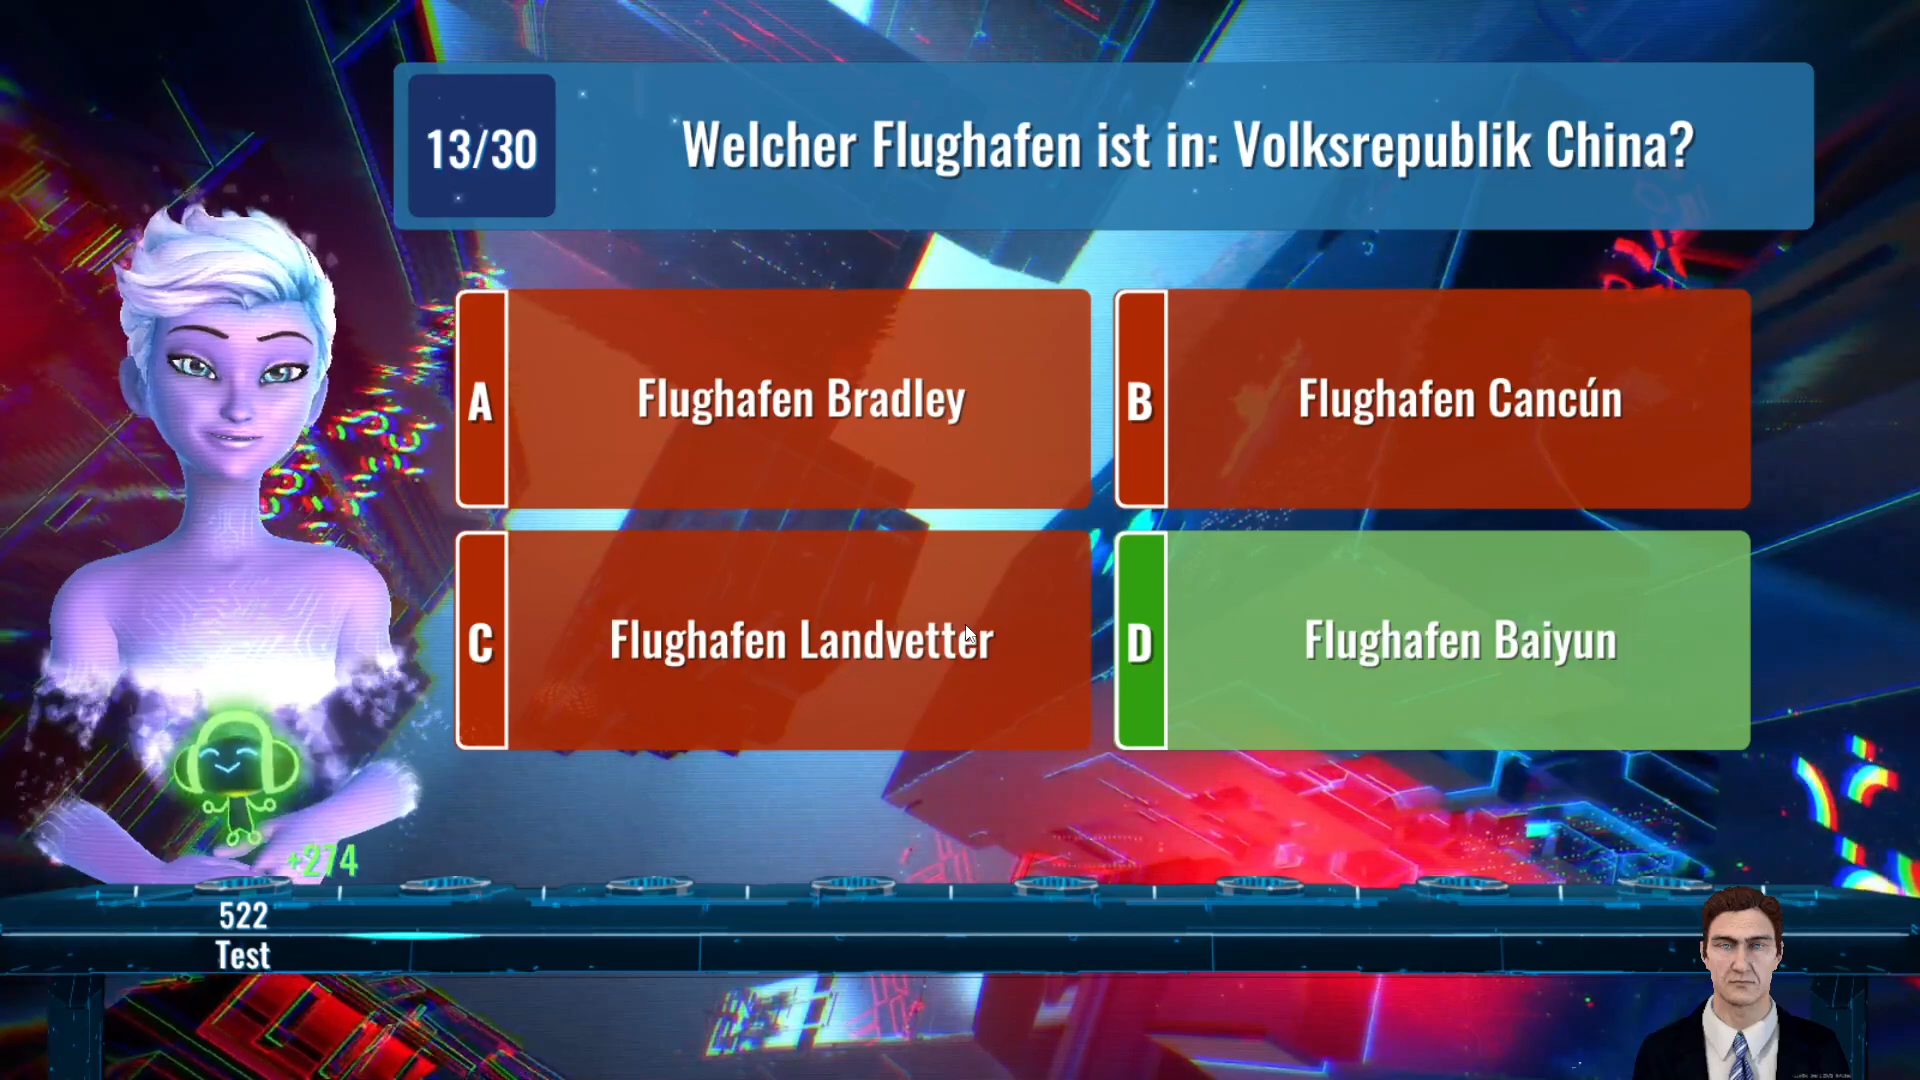 13/30
Welcher Flughafen ist in: Volksrepublik China?
A
Flughafen Bradley
B
Flughafen Cancún
C
Flughafen Landvetter
D
Flughafen Baiyun
+274
522
Test